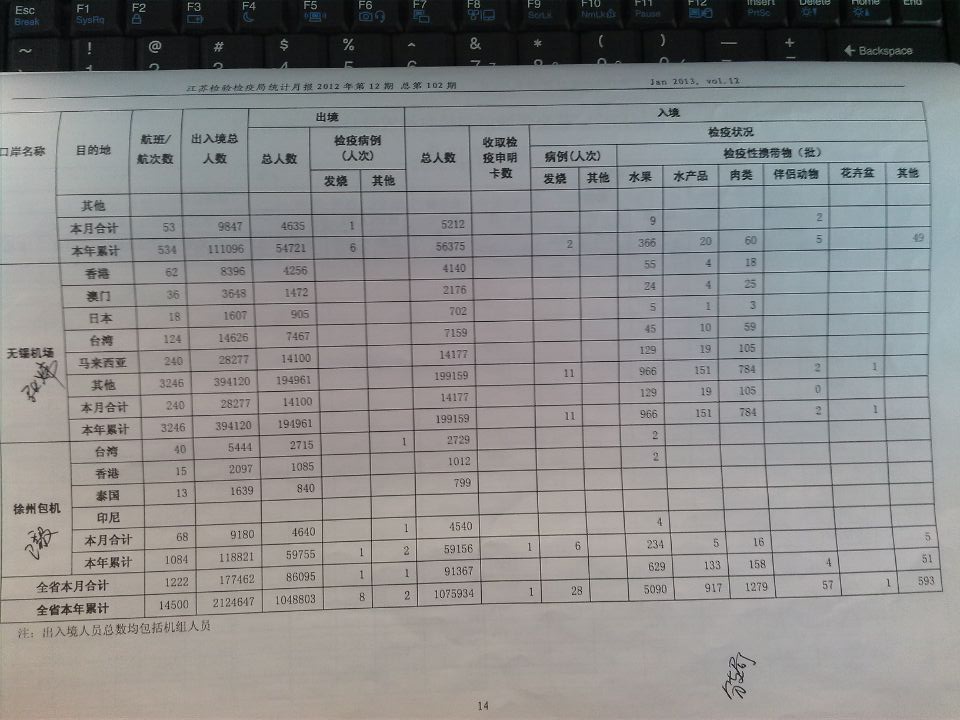 Esc F1 F2 F3 F4 F5 F6 F7 F8 F9 F10 F11 F12 Insert Delete Home End
Break SysRq ScrLk NmLk Pause PrtSc
~ ! @ # $ % ^ & * ( ) — +
Backspace
江苏检验检疫局统计月报 2012 年第 12 期 总第 102 期 Jan 2013, vol.12
口岸名称 目的地 航班/航次数 出入境总人数 出境 入境
总人数 检疫病例(人次) 总人数 收取检疫申明卡数 检疫状况
病例(人次) 检疫性携带物(批)
发烧 其他 发烧 其他 水果 水产品 肉类 伴侣动物 花卉盆 其他
其他
本月合计 53 9847 4635 1 5212 9 2
本年累计 534 111096 54721 6 56375 2 366 20 60 5 49
无锡机场
香港 62 8396 4256 4140 55 4 18
澳门 36 3648 1472 2176 24 4 25
日本 18 1607 905 702 5 1 3
台湾 124 14626 7467 7159 45 10 59
马来西亚 240 28277 14100 14177 129 19 105
其他 3246 394120 194961 199159 11 966 151 784 2 1
本月合计 240 28277 14100 14177 129 19 105 0
本年累计 3246 394120 194961 199159 11 966 151 784 2 1
徐州包机
台湾 40 5444 2715 1 2729 2
香港 15 2097 1085 1012 2
泰国 13 1639 840 799
印尼
本月合计 68 9180 4640 1 4540 4
本年累计 1084 118821 59755 1 2 59156 1 6 234 5 16 5
全省本月合计 1222 177462 86095 1 1 91367 629 133 158 4 51
全省本年累计 14500 2124647 1048803 8 2 1075934 1 28 5090 917 1279 57 1 593
注：出入境人员总数均包括机组人员
14